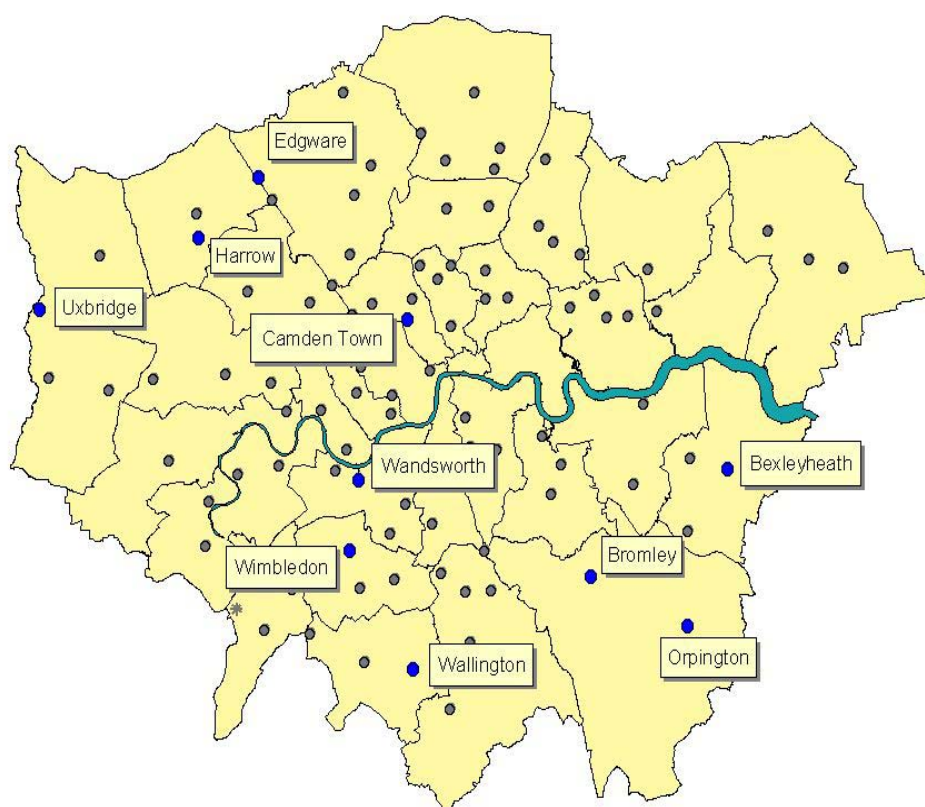 Edgware
Harrow
Uxbridge
Camden Town
Wandsworth
Bexleyheath
Wimbledon
Bromley
Wallington
Orpington